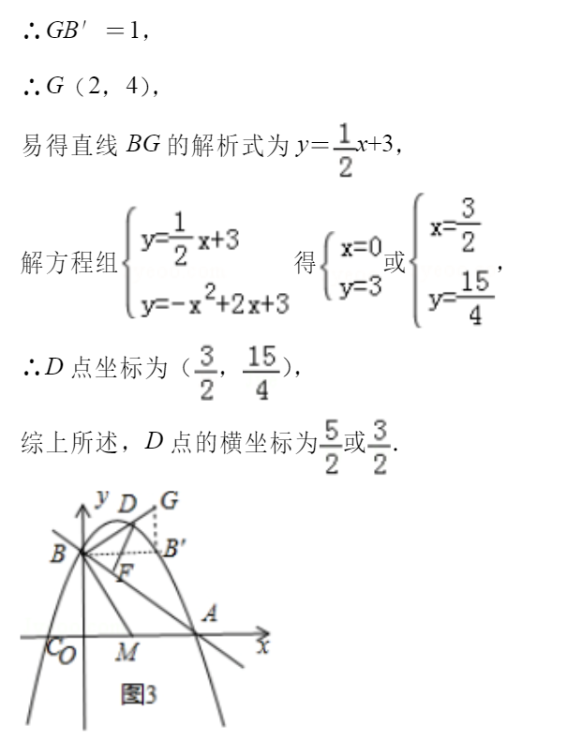 ∴GB′ =1,
∴G（2，4）,
易得直线 BG 的解析式为 y=1/2x+3,
解方程组{y=1/2x+3 y=-x²+2x+3 得{x=0 y=3 或{x=3/2 y=15/4,
∴D 点坐标为（3/2，15/4）,
综上所述，D 点的横坐标为5/2或3/2.
y D G
B B′
F
A
C O M x
图3